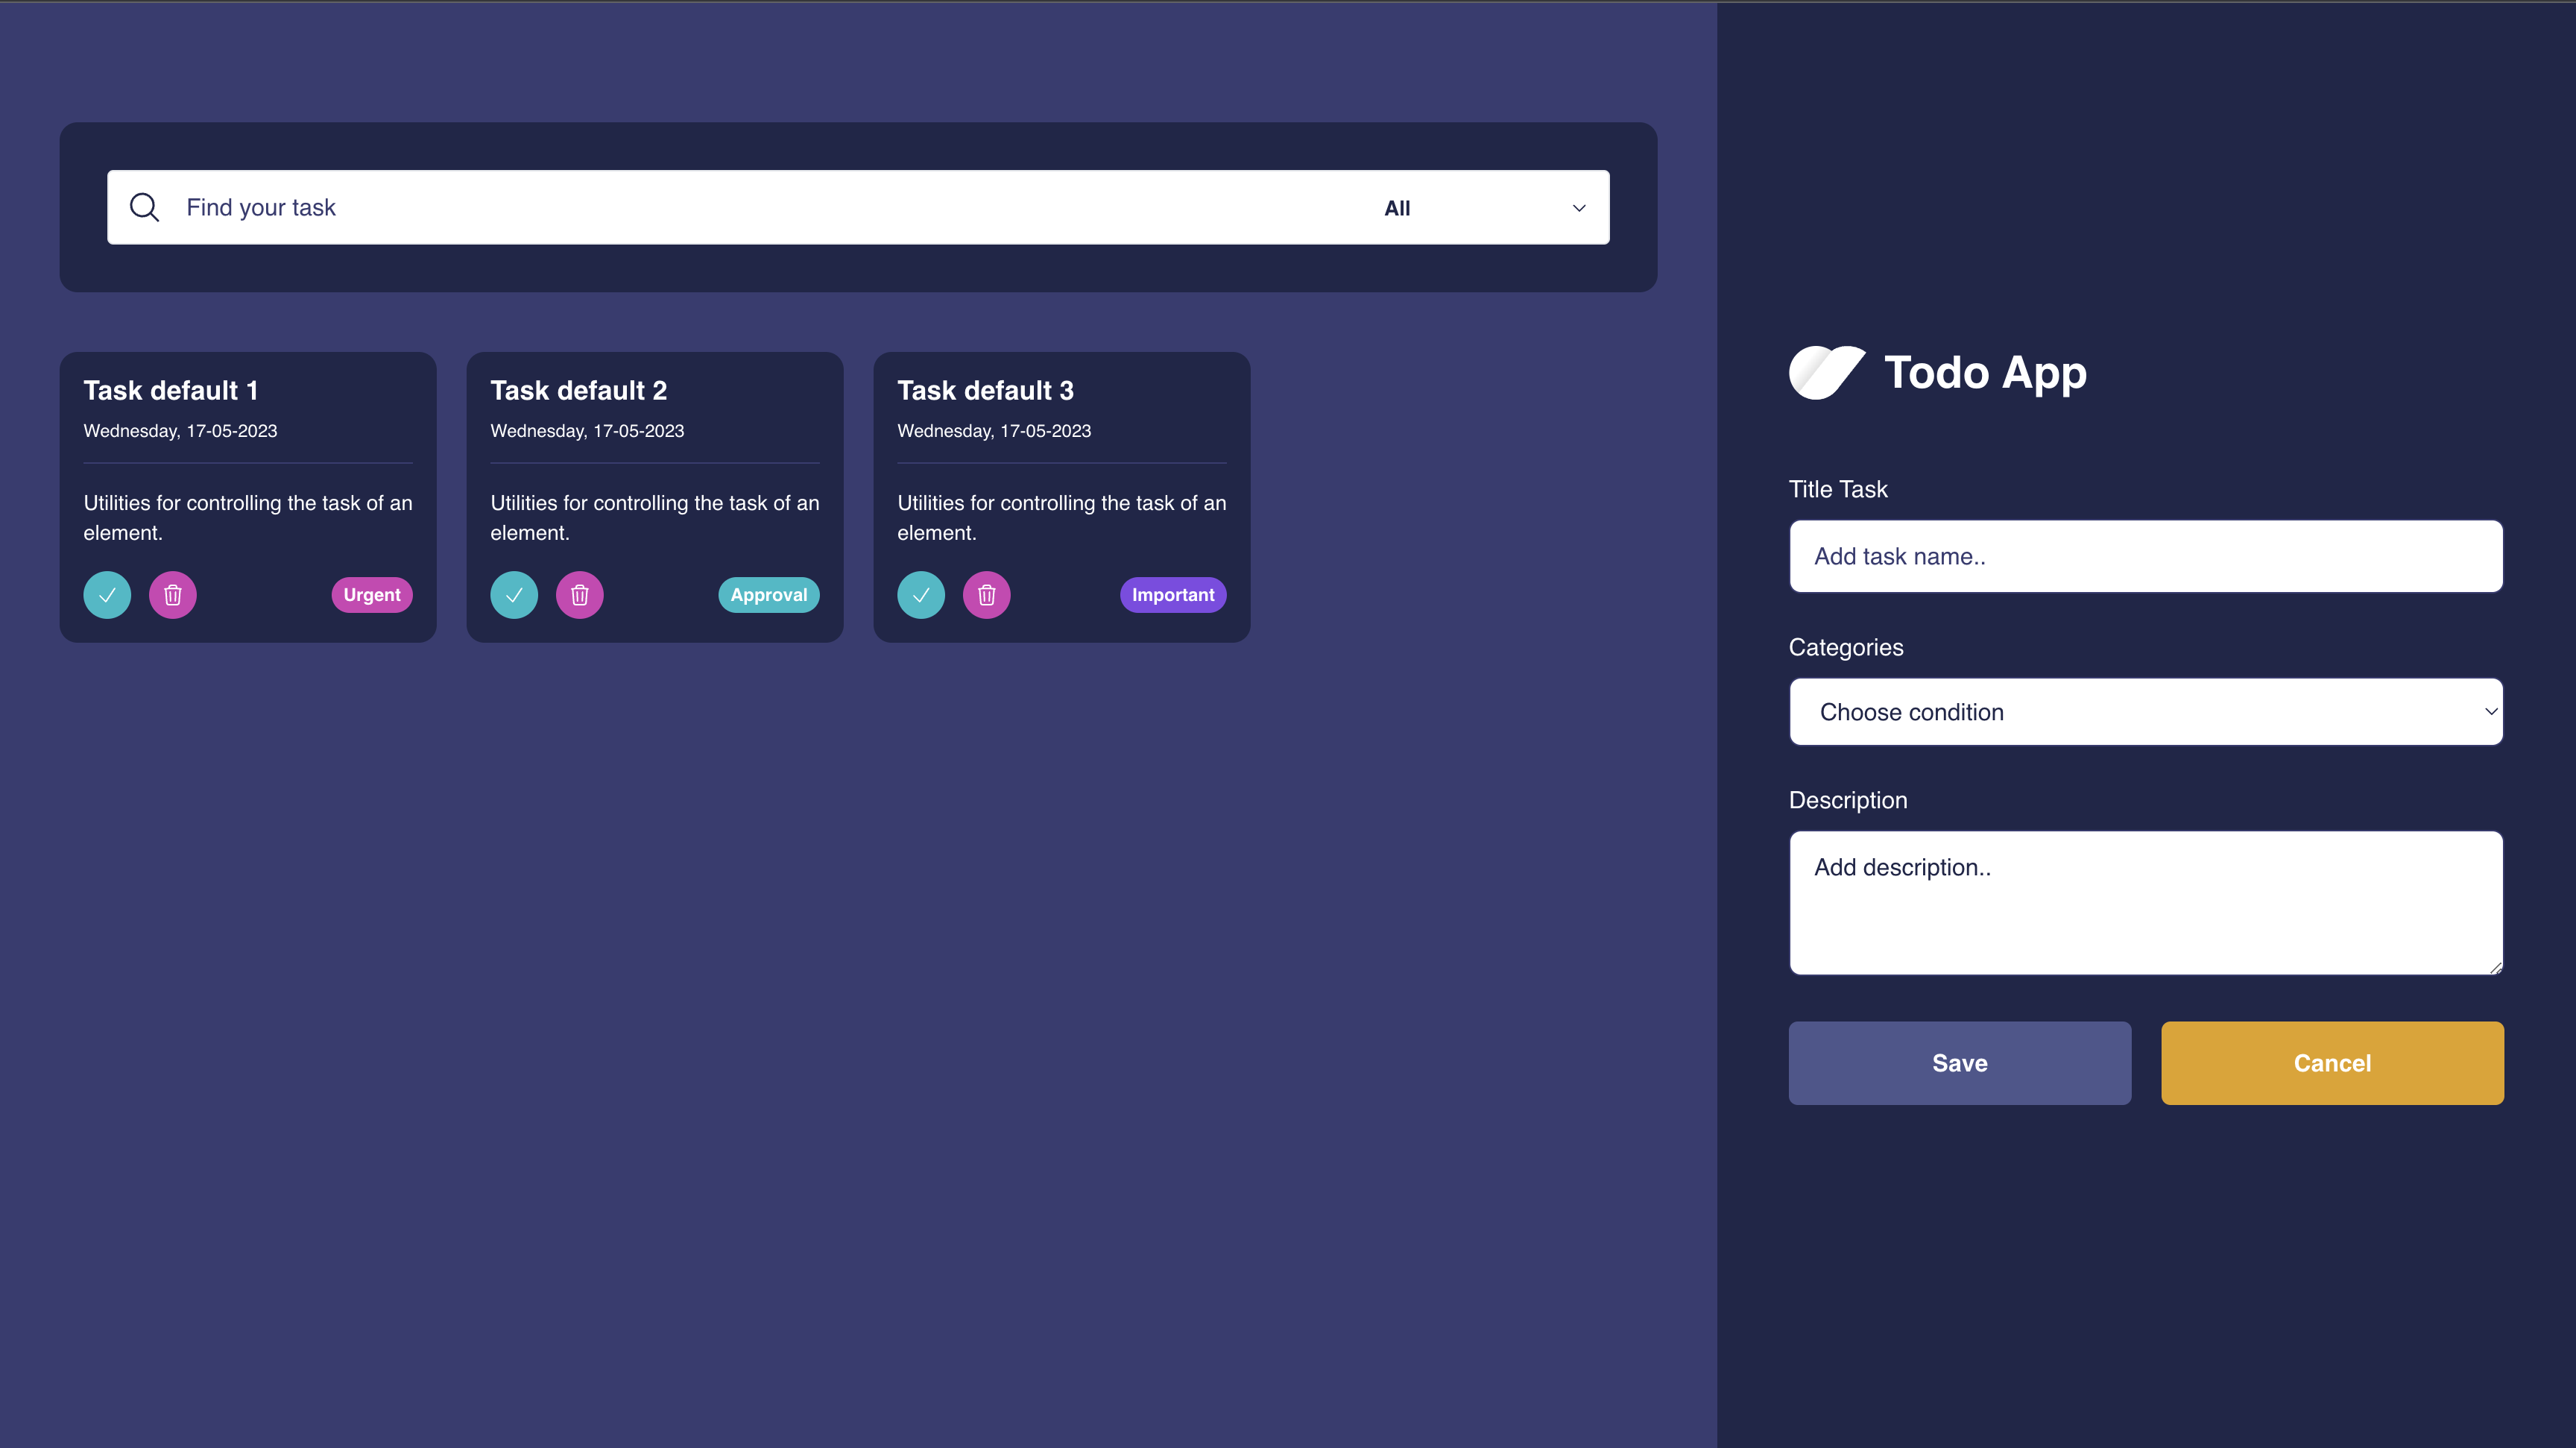 Find your task
All
Task default 1
Wednesday, 17-05-2023
Utilities for controlling the task of an
element.
Urgent
Task default 2
Wednesday, 17-05-2023
Utilities for controlling the task of an
element.
Approval
Task default 3
Wednesday, 17-05-2023
Utilities for controlling the task of an
element.
Important
Todo App
Title Task
Add task name..
Categories
Choose condition
Description
Add description..
Save
Cancel